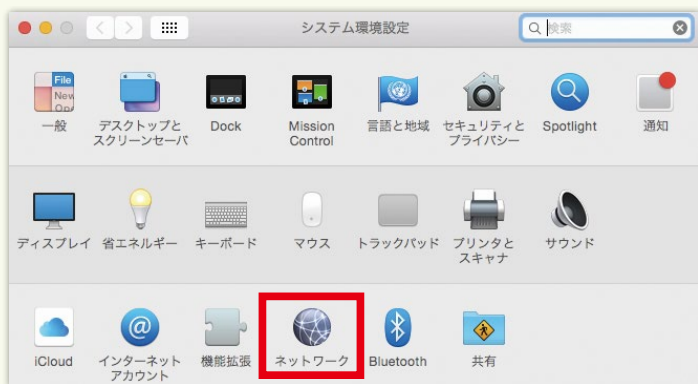 システム環境設定
検索
File
New
Ope
一般
デスクトップと
スクリーンセーバ
Dock
Mission
Control
言語と地域
セキュリティと
プライバシー
Spotlight
通知
ディスプレイ
省エネルギー
キーボード
マウス
トラックパッド
プリンタと
スキャナ
サウンド
iCloud
インターネット
アカウント
機能拡張
ネットワーク
Bluetooth
共有